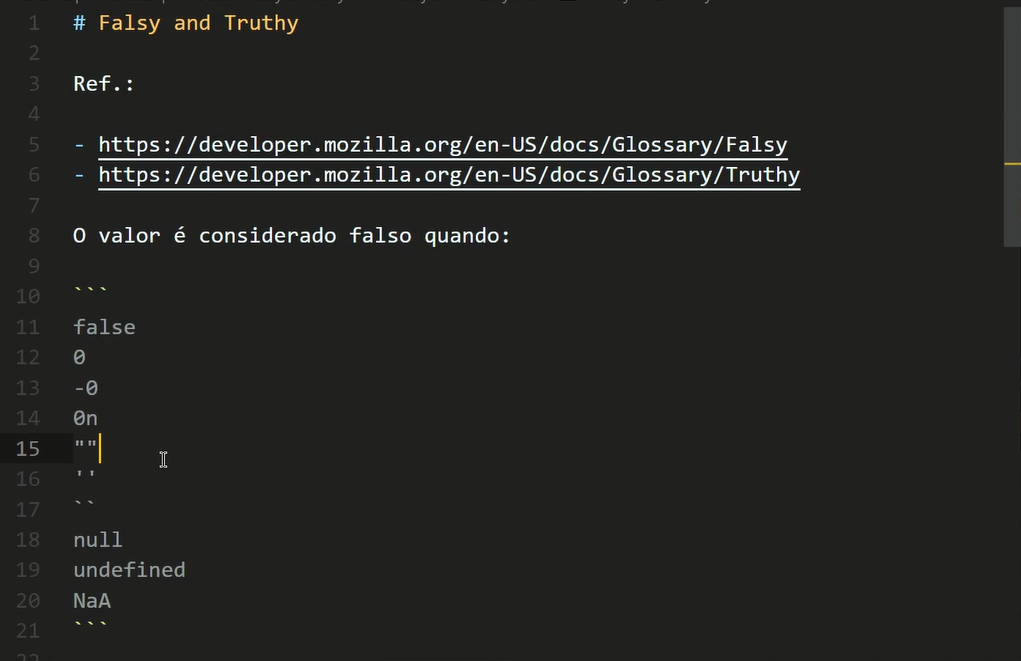 1 # Falsy and Truthy
2
3 Ref.:
4
5 - https://developer.mozilla.org/en-US/docs/Glossary/Falsy
6 - https://developer.mozilla.org/en-US/docs/Glossary/Truthy
7
8 O valor é considerado falso quando:
9
10 ```
11 false
12 0
13 -0
14 0n
15 ""
16 ''
17 ``
18 null
19 undefined
20 NaA
21 ```
22